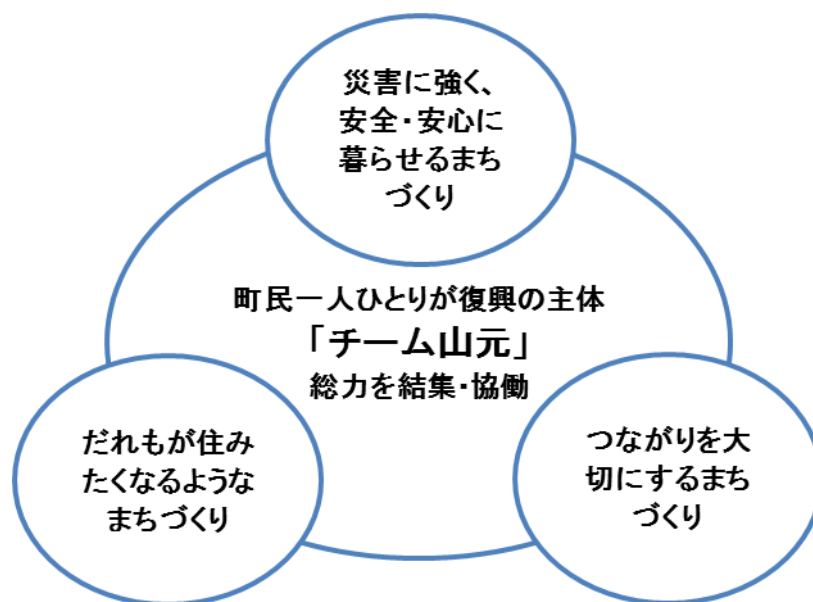 災害に強く、
安全・安心に
暮らせるまち
づくり
町民一人ひとりが復興の主体
「チーム山元」
総力を結集・協働
だれもが住み
たくなるような
まちづくり
つながりを大
切にするまち
づくり